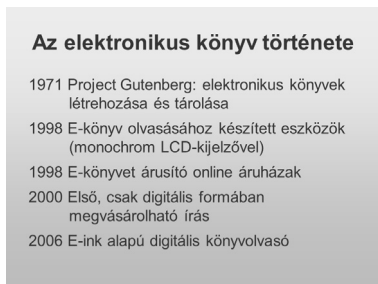 Az elektronikus könyv története
1971 Project Gutenberg: elektronikus könyvek
létrehozása és tárolása
1998 E-könyv olvasásához készített eszközök
(monochrom LCD-kijelzővel)
1998 E-könyvet árusító online áruházak
2000 Első, csak digitális formában
megvásárolható írás
2006 E-ink alapú digitális könyvolvasó